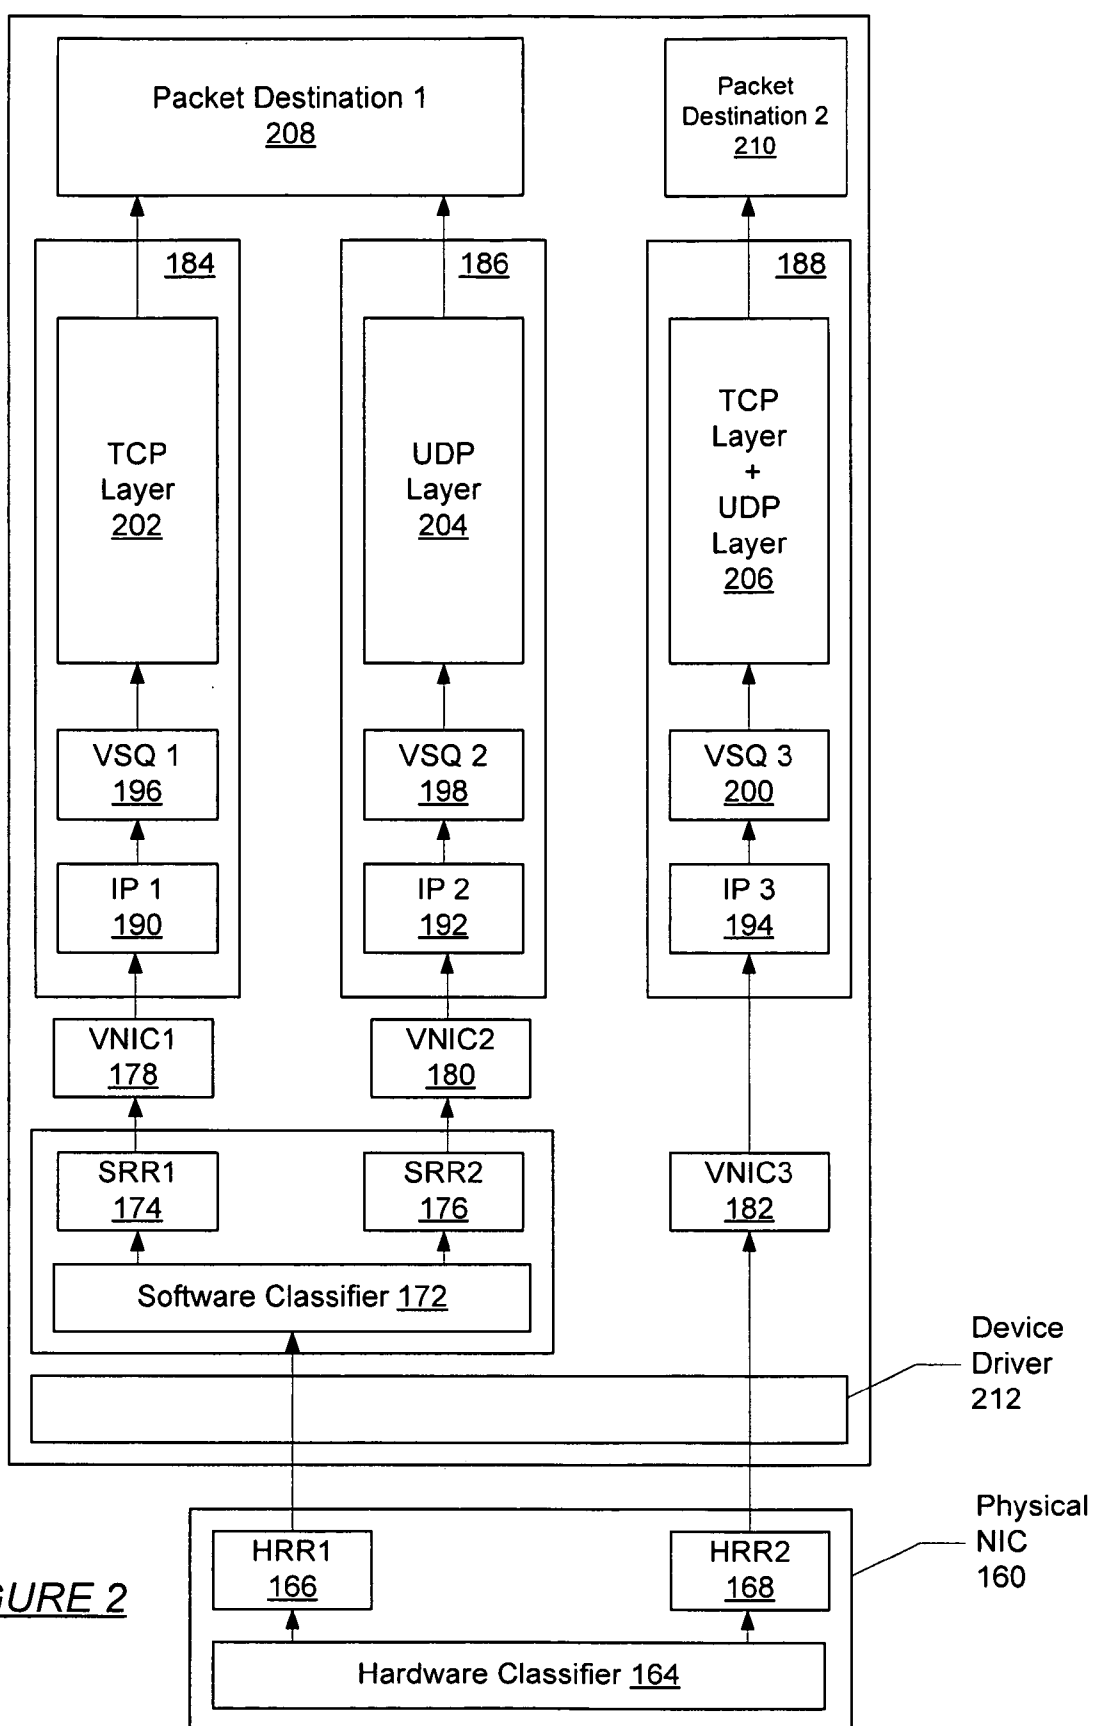 Packet Destination 1
208
Packet
Destination 2
210
184
186
188
TCP
Layer
202
UDP
Layer
204
TCP
Layer
+
UDP
Layer
206
VSQ 1
196
VSQ 2
198
VSQ 3
200
IP 1
190
IP 2
192
IP 3
194
VNIC1
178
VNIC2
180
SRR1
174
SRR2
176
VNIC3
182
Software Classifier 172
Device
Driver
212
Physical
NIC
160
HRR1
166
HRR2
168
GURE 2
Hardware Classifier 164